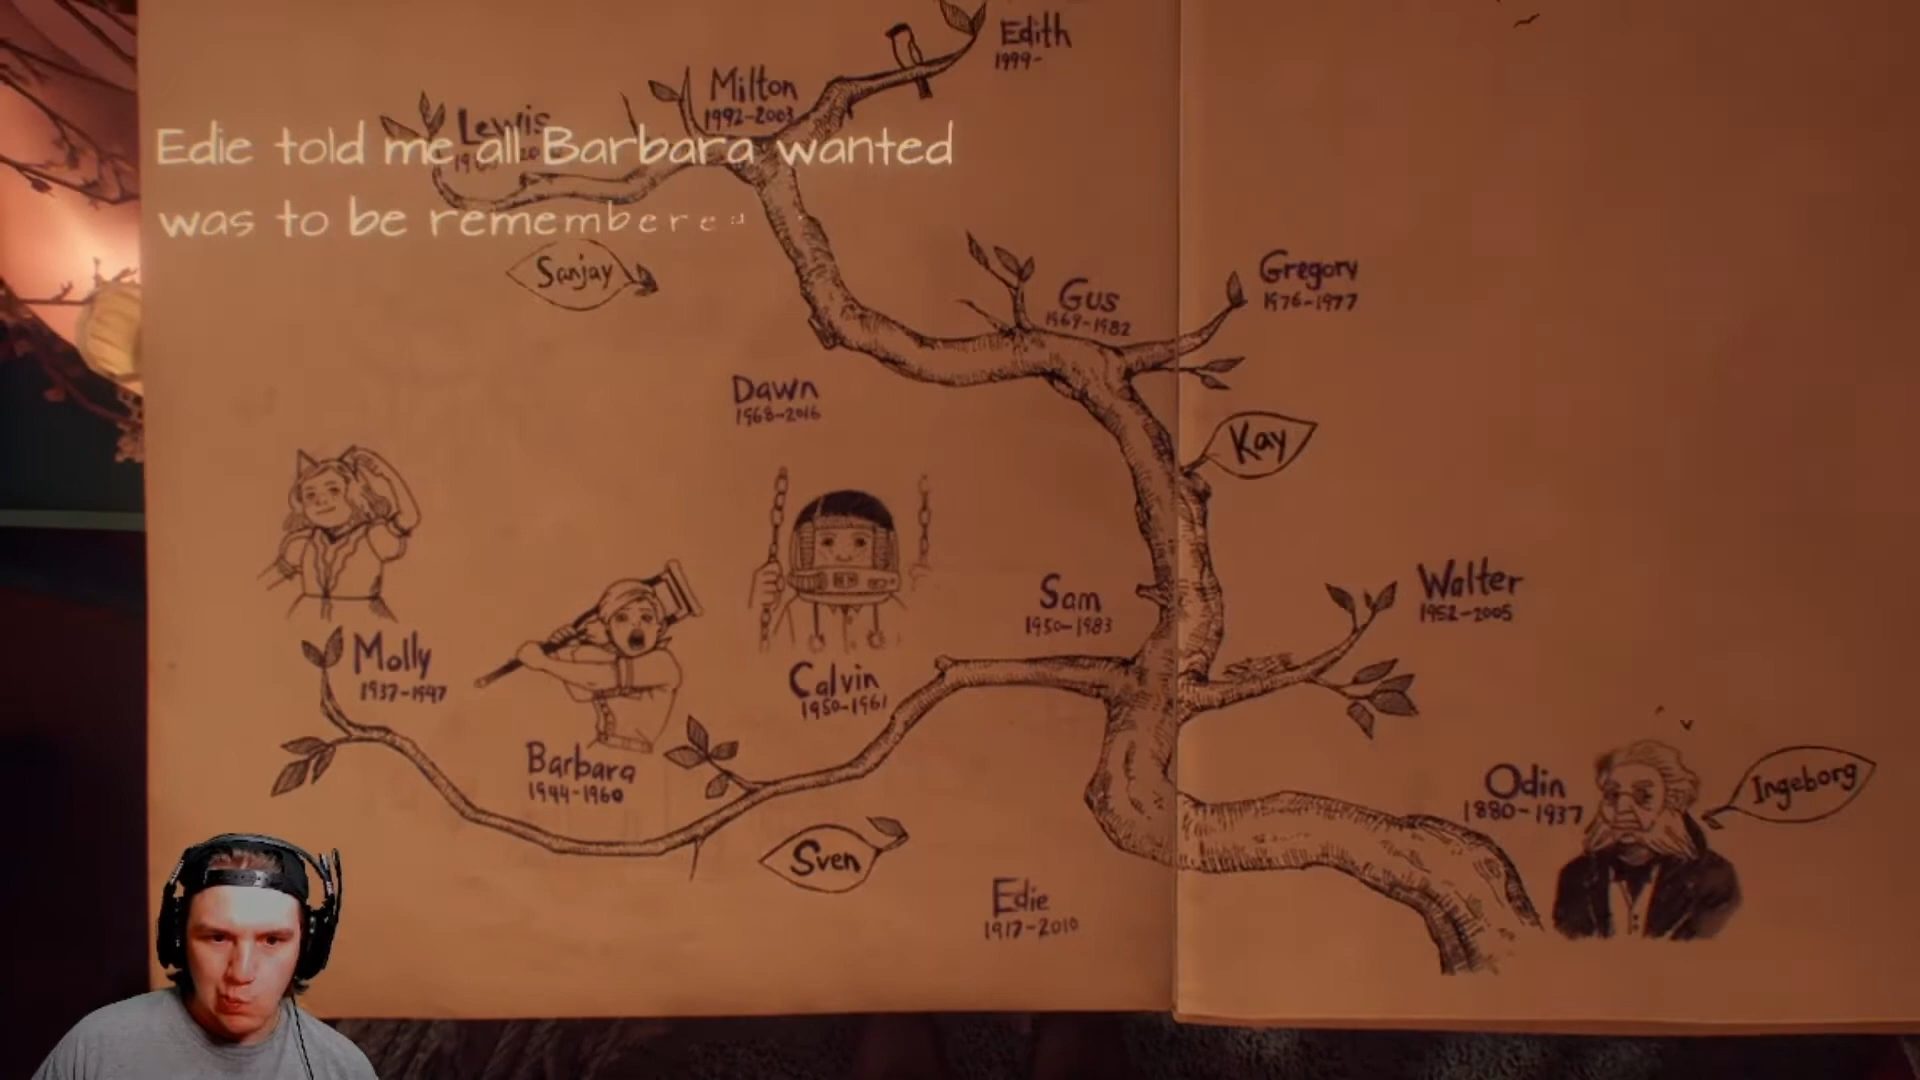 Edith
1999-
Milton
1992-2003
Lewis
Edie told me all Barbara wanted
was to be remembered
Sanjay
Gregory
1976-1977
Gus
1969-1982
Dawn
1968-2016
Kay
Walter
1952-2005
Sam
1950-1983
Molly
1937-1947
Calvin
1950-1961
Barbara
1944-1960
Odin
1880-1937
Ingeborg
Sven
Edie
1917-2010